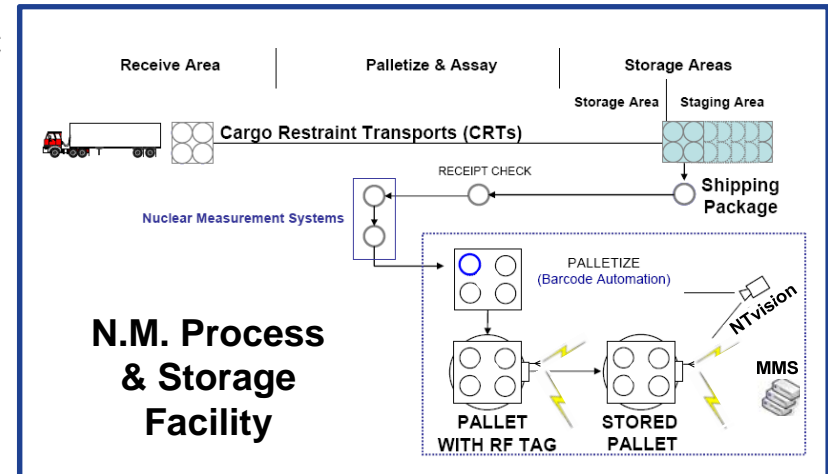 Receive Area
Palletize & Assay
Storage Areas
Storage Area
Staging Area
Cargo Restraint Transports (CRTs)
RECEIPT CHECK
Shipping
Package
Nuclear Measurement Systems
PALLETIZE
(Barcode Automation)
NTvision
N.M. Process
& Storage
Facility
MMS
PALLET
WITH RF TAG
STORED
PALLET